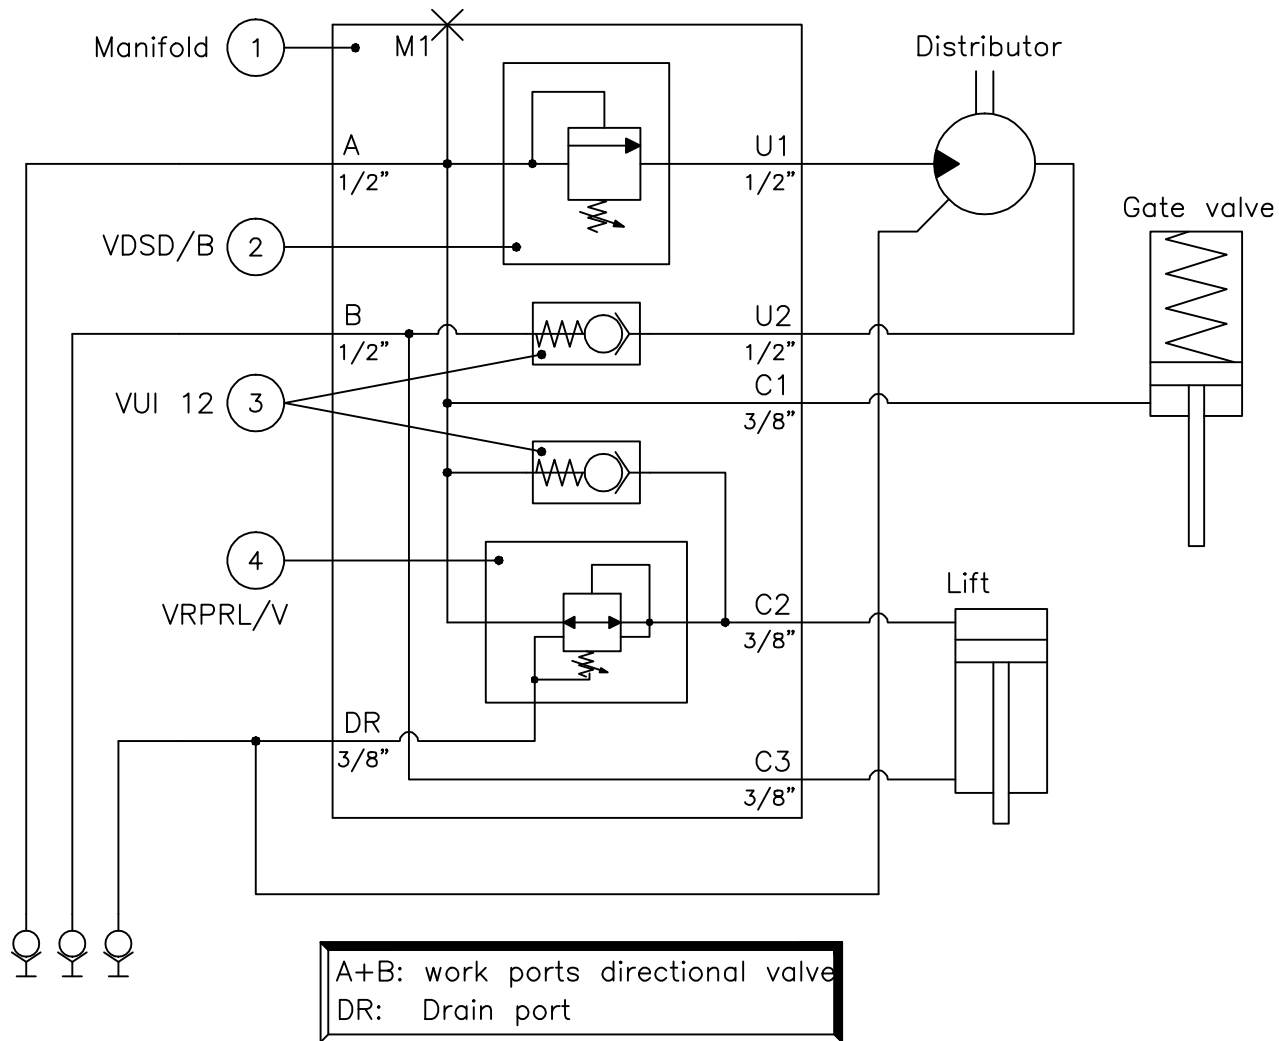 Manifold 1
M1
Distributor
A
1/2”
U1
1/2”
Gate valve
VDSD/B 2
B
1/2”
U2
1/2”
VUI 12 3
C1
3/8”
4
VRPRL/V
Lift
C2
3/8”
DR
3/8”
C3
3/8”
A+B: work ports directional valve
DR: Drain port